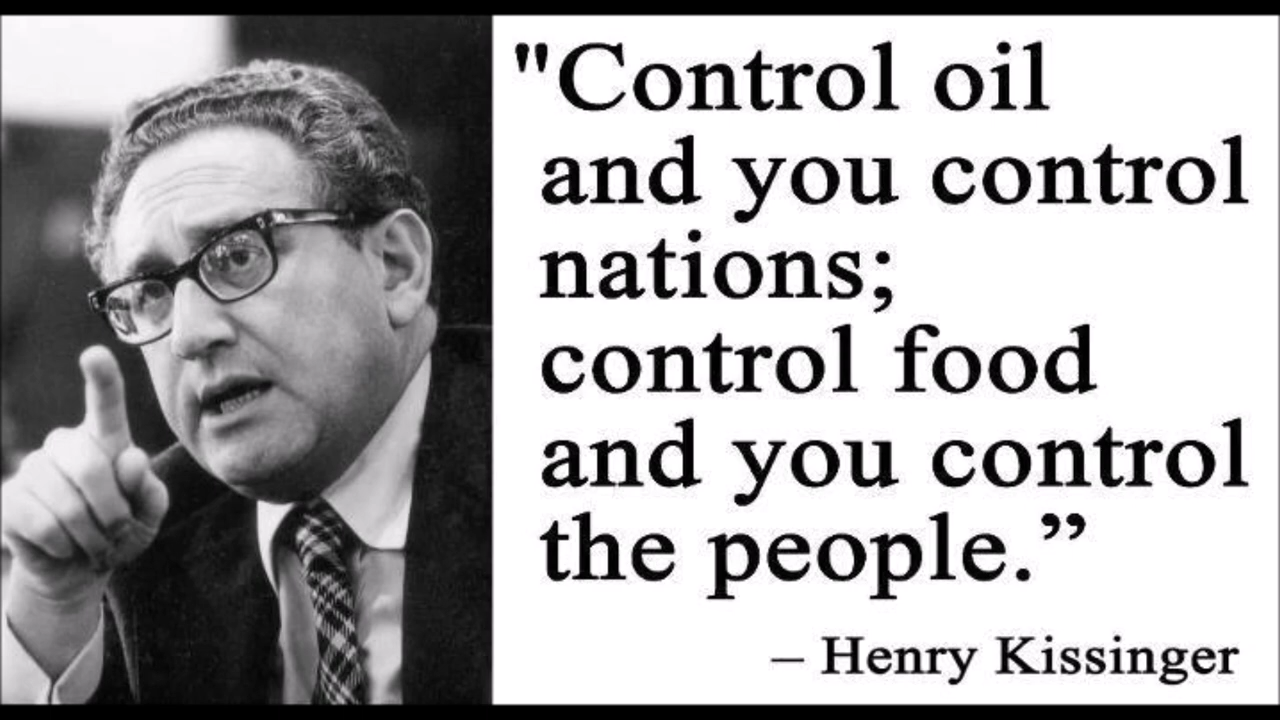 "Control oil
and you control
nations;
control food
and you control
the people.”
– Henry Kissinger